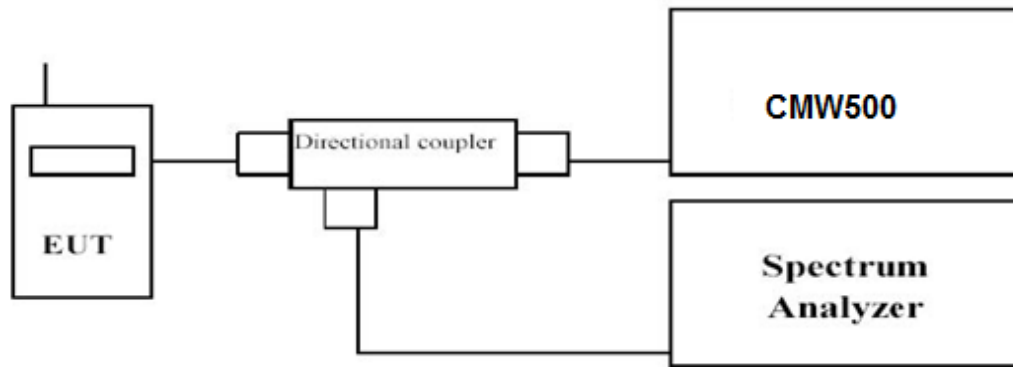 EUT
Directional coupler
CMW500
Spectrum
Analyzer